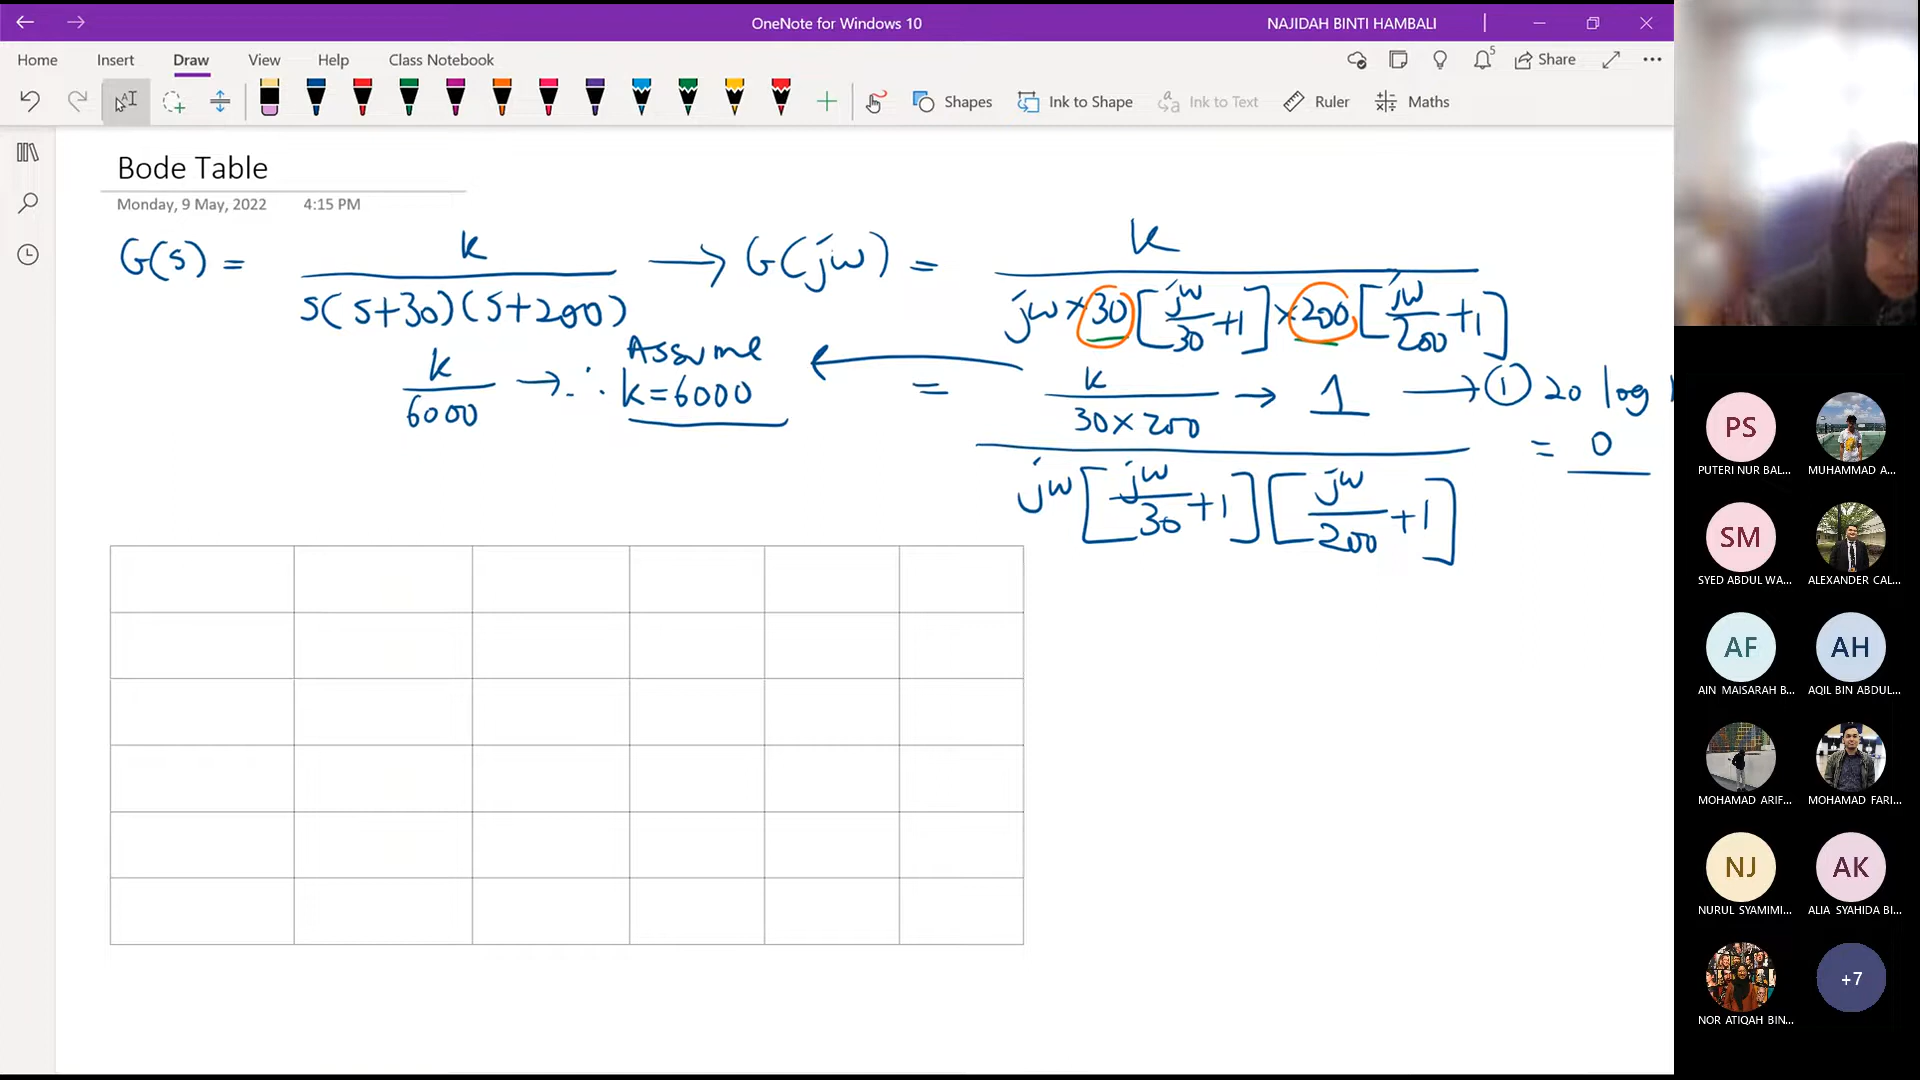 OneNote for Windows 10
NAJIDAH BINTI HAMBALI
Home Insert Draw View Help Class Notebook
5
Share
Shapes Ink to Shape Ink to Text Ruler Maths
Bode Table
Monday, 9 May, 2022 4:15 PM
G(s) = k / s(s+30)(s+200) → G(jω) = k / jω×30[jω/30+1]×200[jω/200+1]
k/6000 → ∴ Assume k=6000 ←
= k/30×200 → 1 / jω[jω/30+1][jω/200+1]
→ ① 20 log
= 0
PS
PUTERI NUR BAL...
MUHAMMAD A...
SM
SYED ABDUL WA...
ALEXANDER CAL...
AF
AIN MAISARAH B...
AH
AQIL BIN ABDUL...
MOHAMAD ARIF...
MOHAMAD FARI...
NJ
NURUL SYAMIMI...
AK
ALIA SYAHIDA BI...
NOR ATIQAH BIN...
+7